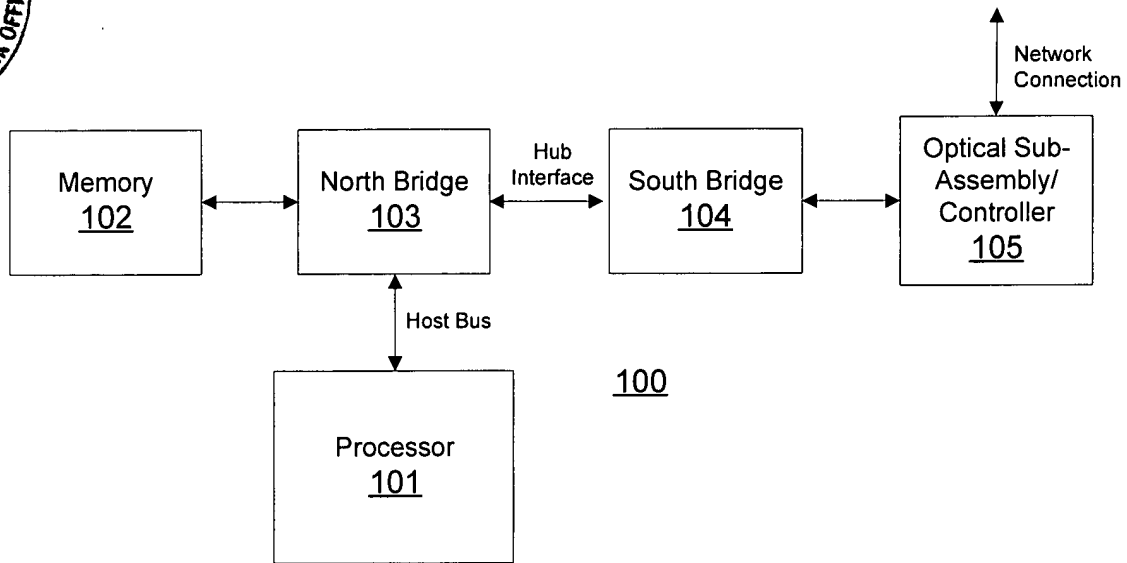 Network
Connection
Memory
102
North Bridge
103
Hub
Interface
South Bridge
104
Optical Sub-
Assembly/
Controller
105
Host Bus
100
Processor
101